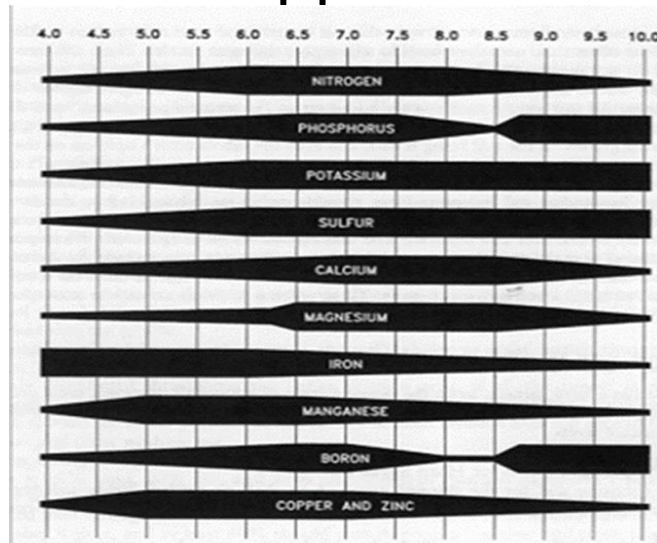 4.0 4.5 5.0 5.5 6.0 6.5 7.0 7.5 8.0 8.5 9.0 9.5 10.0
NITROGEN
PHOSPHORUS
POTASSIUM
SULFUR
CALCIUM
MAGNESIUM
IRON
MANGANESE
BORON
COPPER AND ZINC